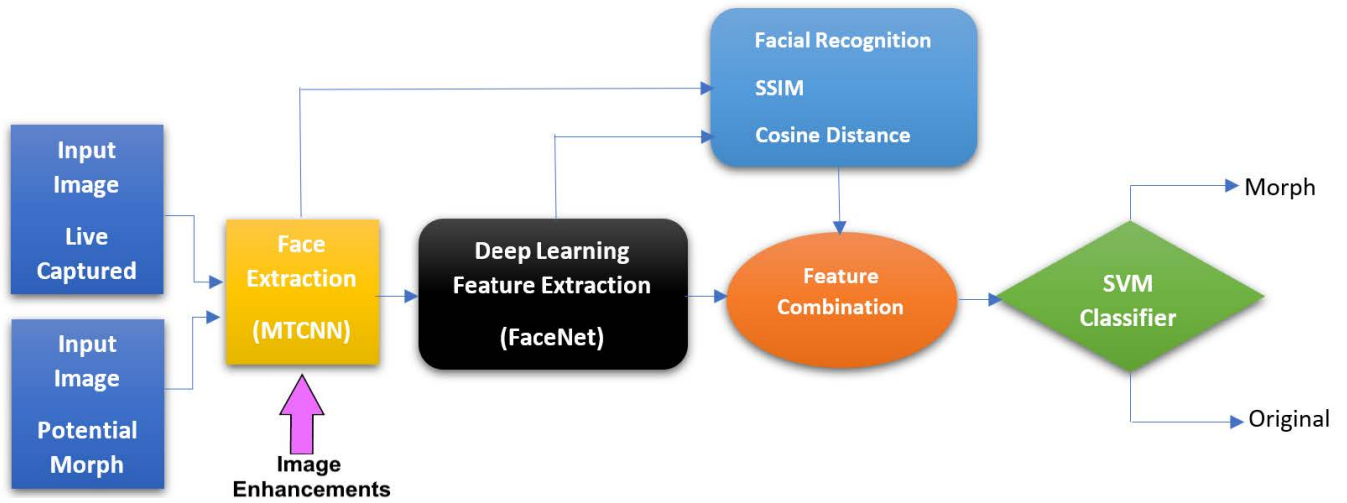 Input
Image
Live
Captured
Input
Image
Potential
Morph
Face
Extraction
(MTCNN)
Image
Enhancements
Deep Learning
Feature Extraction
(FaceNet)
Facial Recognition
SSIM
Cosine Distance
Feature
Combination
SVM
Classifier
Morph
Original